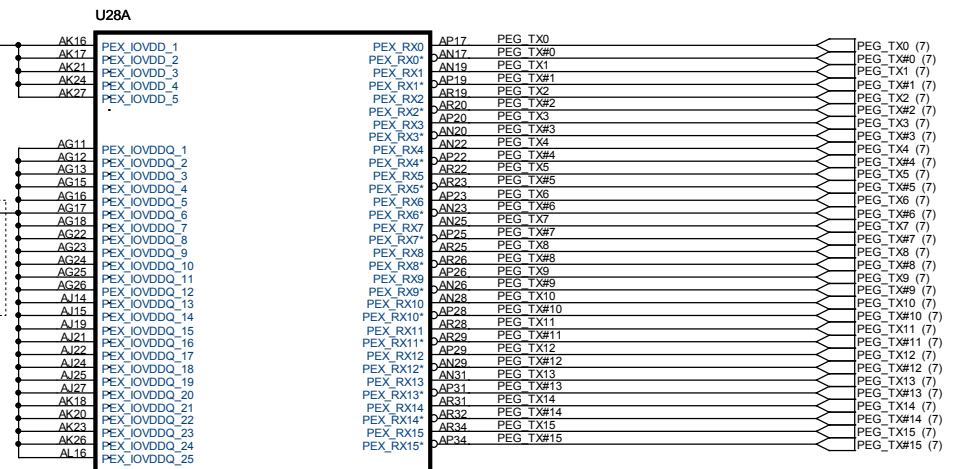 U28A
AK16 PEX_IOVDD_1 PEX_RX0 AP17 PEG_TX0 PEG_TX0 (7)
AK17 PEX_IOVDD_2 PEX_RX0* AN17 PEG_TX#0 PEG_TX#0 (7)
AK21 PEX_IOVDD_3 PEX_RX1 AN19 PEG_TX1 PEG_TX1 (7)
AK24 PEX_IOVDD_4 PEX_RX1* AP19 PEG_TX#1 PEG_TX#1 (7)
AK27 PEX_IOVDD_5 PEX_RX2 AR19 PEG_TX2 PEG_TX2 (7)
PEX_RX2* AR20 PEG_TX#2 PEG_TX#2 (7)
PEX_RX3 AP20 PEG_TX3 PEG_TX3 (7)
PEX_RX3* AN20 PEG_TX#3 PEG_TX#3 (7)
AG11 PEX_IOVDDQ_1 PEX_RX4 AN22 PEG_TX4 PEG_TX4 (7)
AG12 PEX_IOVDDQ_2 PEX_RX4* AP22 PEG_TX#4 PEG_TX#4 (7)
AG13 PEX_IOVDDQ_3 PEX_RX5 AR22 PEG_TX5 PEG_TX5 (7)
AG15 PEX_IOVDDQ_4 PEX_RX5* AR23 PEG_TX#5 PEG_TX#5 (7)
AG16 PEX_IOVDDQ_5 PEX_RX6 AP23 PEG_TX6 PEG_TX6 (7)
AG17 PEX_IOVDDQ_6 PEX_RX6* AN23 PEG_TX#6 PEG_TX#6 (7)
AG18 PEX_IOVDDQ_7 PEX_RX7 AN25 PEG_TX7 PEG_TX7 (7)
AG22 PEX_IOVDDQ_8 PEX_RX7* AP25 PEG_TX#7 PEG_TX#7 (7)
AG23 PEX_IOVDDQ_9 PEX_RX8 AR25 PEG_TX8 PEG_TX8 (7)
AG24 PEX_IOVDDQ_10 PEX_RX8* AR26 PEG_TX#8 PEG_TX#8 (7)
AG25 PEX_IOVDDQ_11 PEX_RX9 AP26 PEG_TX9 PEG_TX9 (7)
AG26 PEX_IOVDDQ_12 PEX_RX9* AN26 PEG_TX#9 PEG_TX#9 (7)
AJ14 PEX_IOVDDQ_13 PEX_RX10 AN28 PEG_TX10 PEG_TX10 (7)
AJ15 PEX_IOVDDQ_14 PEX_RX10* AP28 PEG_TX#10 PEG_TX#10 (7)
AJ19 PEX_IOVDDQ_15 PEX_RX11 AR28 PEG_TX11 PEG_TX11 (7)
AJ21 PEX_IOVDDQ_16 PEX_RX11* AR29 PEG_TX#11 PEG_TX#11 (7)
AJ22 PEX_IOVDDQ_17 PEX_RX12 AP29 PEG_TX12 PEG_TX12 (7)
AJ24 PEX_IOVDDQ_18 PEX_RX12* AN29 PEG_TX#12 PEG_TX#12 (7)
AJ25 PEX_IOVDDQ_19 PEX_RX13 AN31 PEG_TX13 PEG_TX13 (7)
AJ27 PEX_IOVDDQ_20 PEX_RX13* AP31 PEG_TX#13 PEG_TX#13 (7)
AK18 PEX_IOVDDQ_21 PEX_RX14 AR31 PEG_TX14 PEG_TX14 (7)
AK20 PEX_IOVDDQ_22 PEX_RX14* AR32 PEG_TX#14 PEG_TX#14 (7)
AK23 PEX_IOVDDQ_23 PEX_RX15 AR34 PEG_TX15 PEG_TX15 (7)
AK26 PEX_IOVDDQ_24 PEX_RX15* AP34 PEG_TX#15 PEG_TX#15 (7)
AL16 PEX_IOVDDQ_25